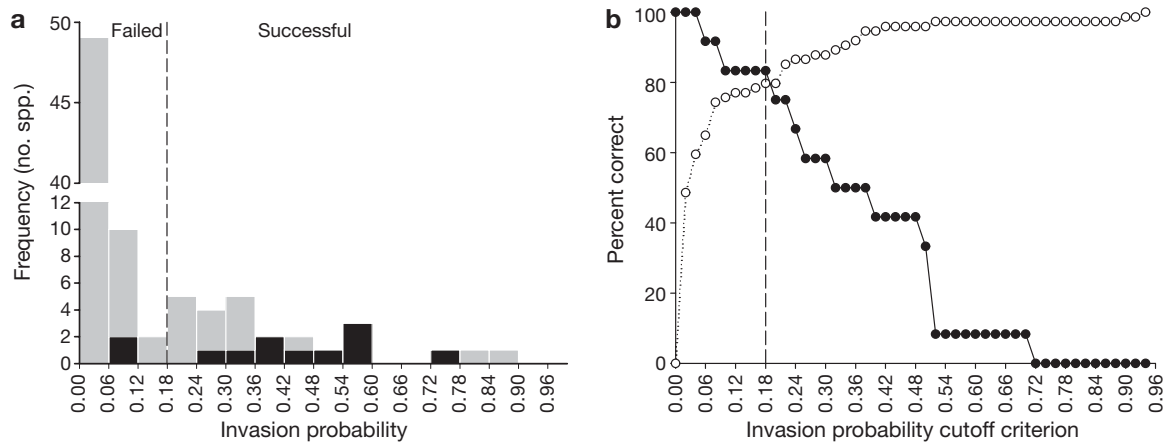 a
Failed
Successful
Frequency (no. spp.)
50
45
40
12
10
8
6
4
2
0
0.00 0.06 0.12 0.18 0.24 0.30 0.36 0.42 0.48 0.54 0.60 0.66 0.72 0.78 0.84 0.90 0.96
Invasion probability
b
Percent correct
100
80
60
40
20
0
0.00 0.06 0.12 0.18 0.24 0.30 0.36 0.42 0.48 0.54 0.60 0.66 0.72 0.78 0.84 0.90 0.96
Invasion probability cutoff criterion